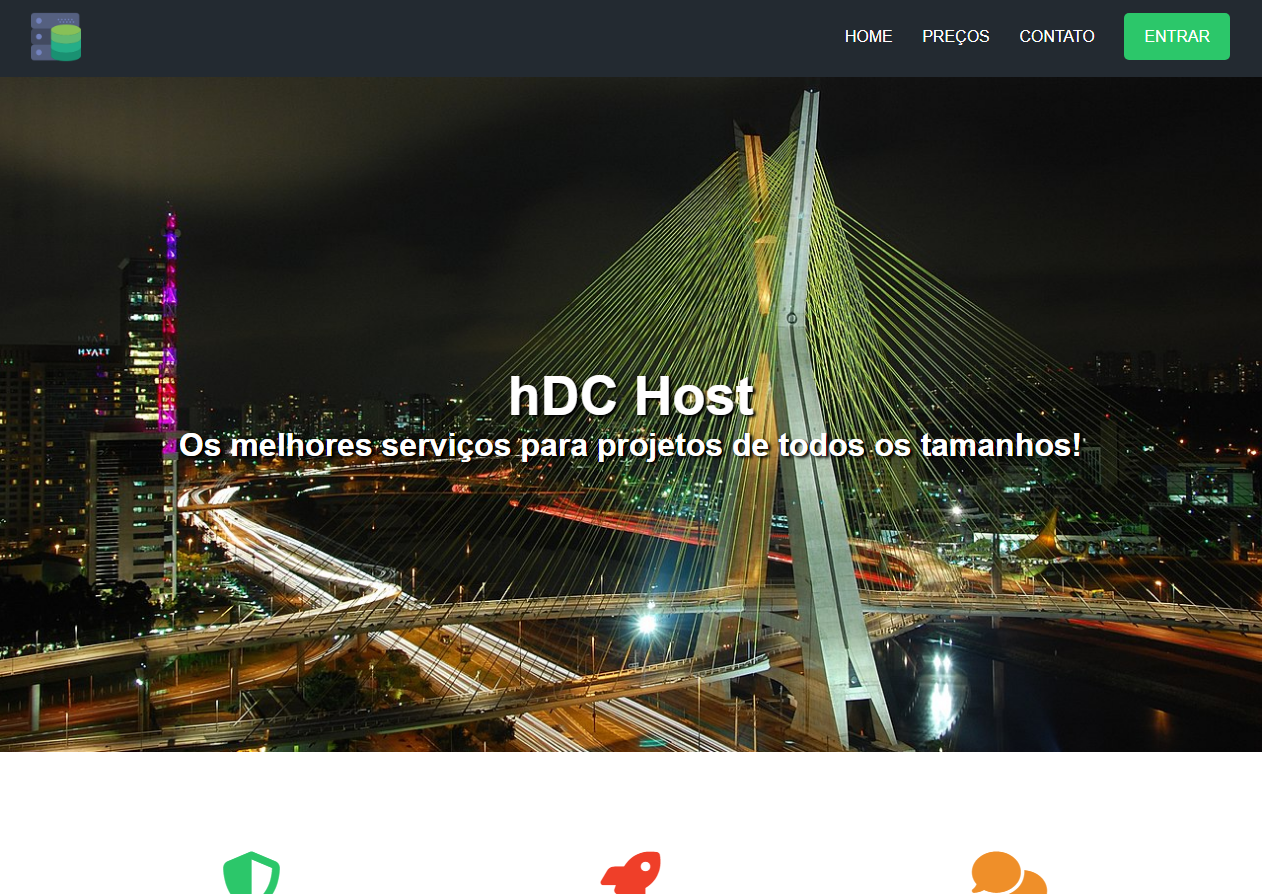 HOME PREÇOS CONTATO ENTRAR
HYATT
hDC Host
Os melhores serviços para projetos de todos os tamanhos!